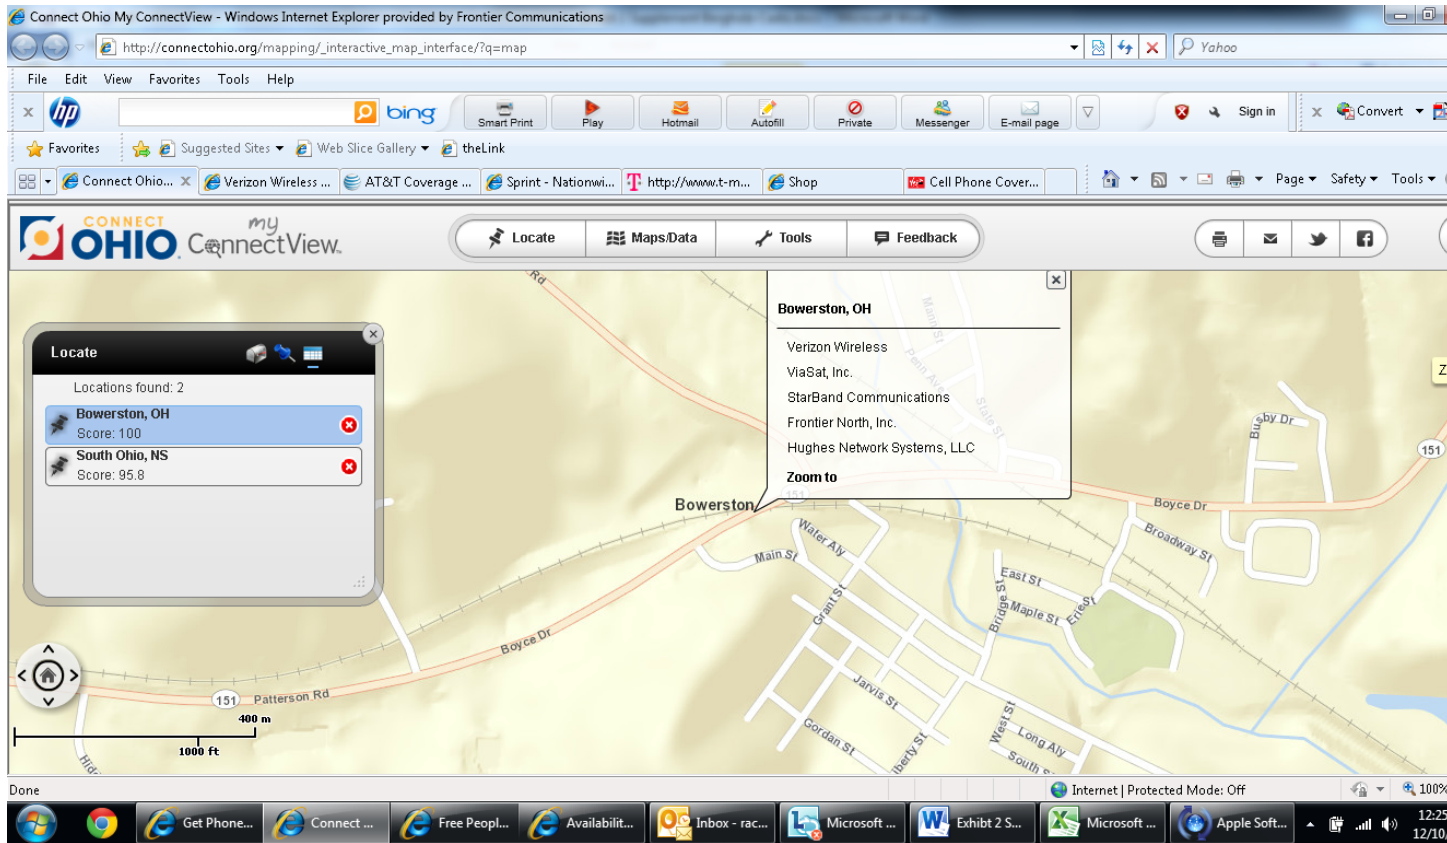 Connect Ohio My ConnectView - Windows Internet Explorer provided by Frontier Communications
http://connectohio.org/mapping/_interactive_map_interface/?q=map
Yahoo
File Edit View Favorites Tools Help
x hp bing Smart Print Play Hotmail Autofill Private Messenger E-mail page Sign in x Convert
Favorites Suggested Sites Web Slice Gallery theLink
Connect Ohio... X Verizon Wireless ... AT&T Coverage ... Sprint - Nationwi... http://www.t-m... Shop Cell Phone Cover... Page Safety Tools
CONNECT
OHIO
my
ConnectView
Locate Maps/Data Tools Feedback
Rd
Bowerston, OH
Verizon Wireless
ViaSat, Inc.
StarBand Communications
Frontier North, Inc.
Hughes Network Systems, LLC
Zoom to
Mann St
Penn Ave
State St
Locate
Locations found: 2
Bowerston, OH
Score: 100
South Ohio, NS
Score: 95.8
Z
Busby Dr
151
151
Bowerston
Boyce Dr
Water Aly
Broadway St
Main St
East St
Bridge St
Maple St
Erie St
Grant St
Boyce Dr
Jarvis St
151 Patterson Rd
400 m
1000 ft
Gordan St
West St
Long Aly
South
Done
Internet | Protected Mode: Off
100%
Get Phone... Connect ... Free Peopl... Availabilit... Inbox - rac... Microsoft ... Exhibt 2 S... Microsoft ... Apple Soft...
12:25
12/10/